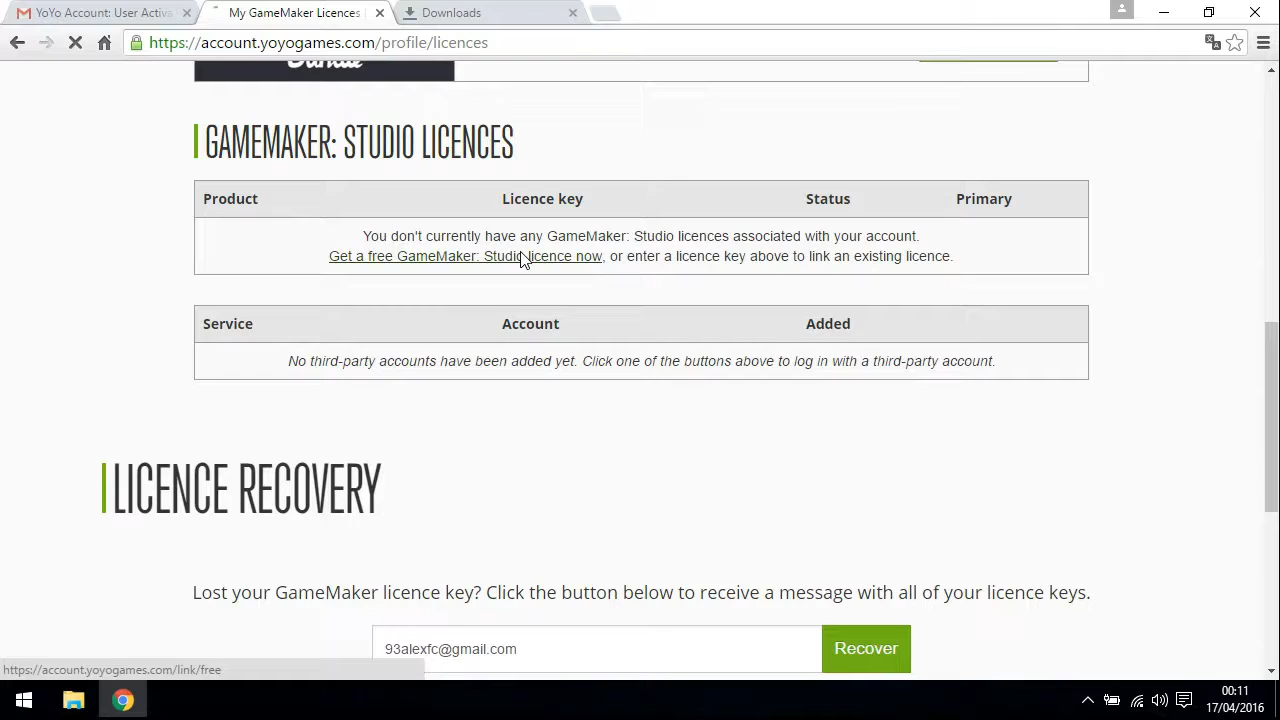 YoYo Account: User Activa
My GameMaker Licences
Downloads
https://account.yoyogames.com/profile/licences
GAMEMAKER: STUDIO LICENCES
Product Licence key Status Primary
You don't currently have any GameMaker: Studio licences associated with your account.
Get a free GameMaker: Studio licence now, or enter a licence key above to link an existing licence.
Service Account Added
No third-party accounts have been added yet. Click one of the buttons above to log in with a third-party account.
LICENCE RECOVERY
Lost your GameMaker licence key? Click the button below to receive a message with all of your licence keys.
93alexfc@gmail.com Recover
https://account.yoyogames.com/link/free
00:11
17/04/2016